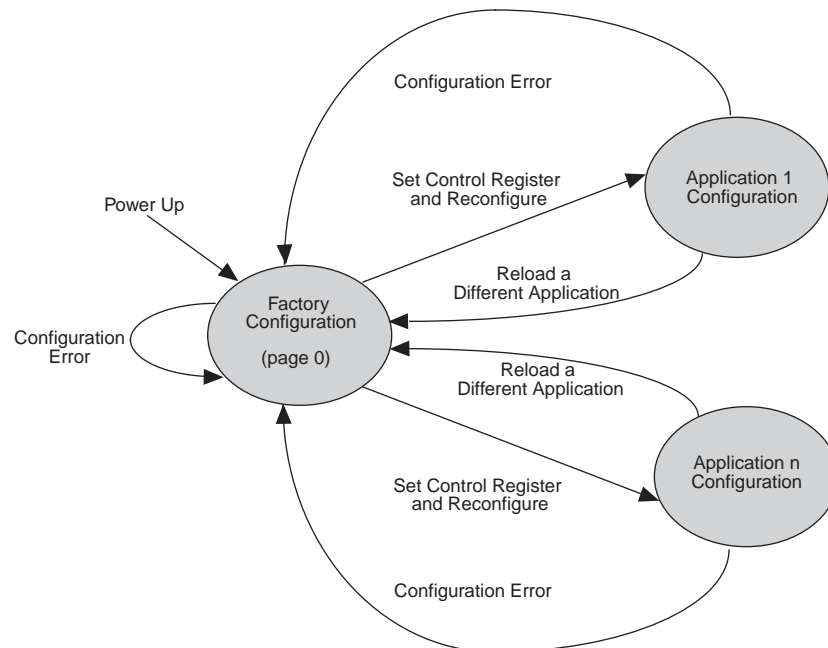 Configuration Error
Set Control Register
and Reconfigure
Application 1
Configuration
Power Up
Reload a
Different Application
Factory
Configuration
(page 0)
Configuration
Error
Reload a
Different Application
Set Control Register
and Reconfigure
Application n
Configuration
Configuration Error